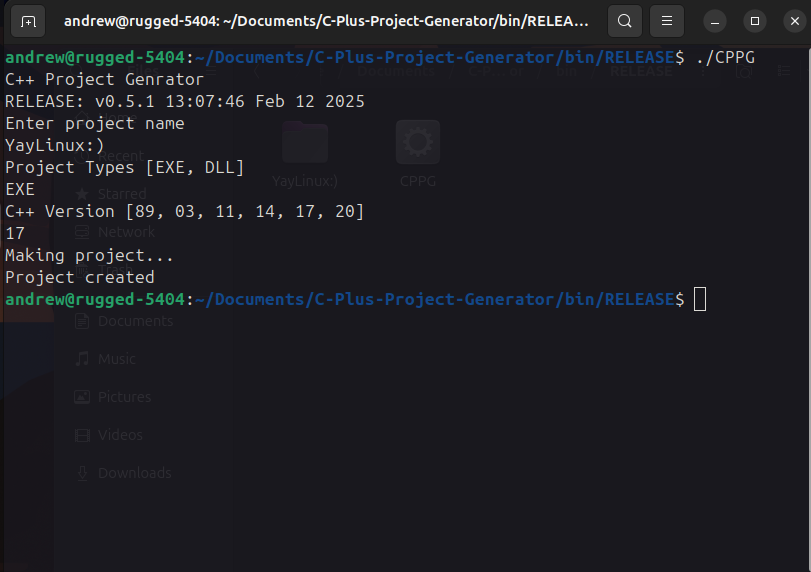 andrew@rugged-5404: ~/Documents/C-Plus-Project-Generator/bin/RELEA...
andrew@rugged-5404:~/Documents/C-Plus-Project-Generator/bin/RELEASE$ ./CPPG
C++ Project Genrator
RELEASE: v0.5.1 13:07:46 Feb 12 2025
Enter project name
YayLinux:)
Project Types [EXE, DLL]
EXE
C++ Version [89, 03, 11, 14, 17, 20]
17
Making project...
Project created
andrew@rugged-5404:~/Documents/C-Plus-Project-Generator/bin/RELEASE$
Documents
RELEASE
Home
Recent
Starred
Network
Trash
Documents
Music
Pictures
Videos
Downloads
YayLinux:)
CPPG